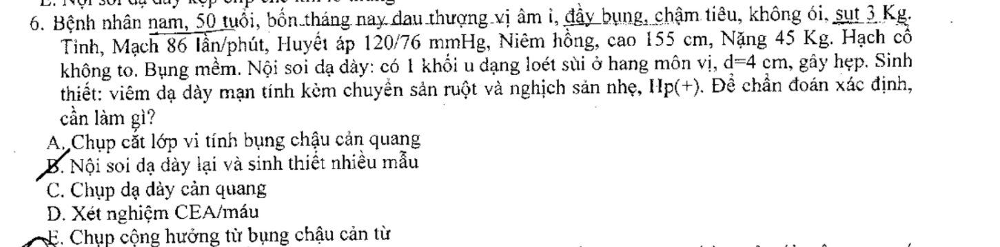 6. Bệnh nhân nam, 50 tuổi, bốn tháng nay đau thượng vị âm ỉ, đầy bụng, chậm tiêu, không ói, sụt 3 Kg.
Tỉnh, Mạch 86 lần/phút, Huyết áp 120/76 mmHg, Niêm hồng, cao 155 cm, Nặng 45 Kg. Hạch cổ
không to. Bụng mềm. Nội soi dạ dày: có 1 khối u dạng loét sùi ở hang môn vị, d=4 cm, gây hẹp. Sinh
thiết: viêm dạ dày mạn tính kèm chuyển sản ruột và nghịch sản nhẹ, Hp(+). Để chẩn đoán xác định,
cần làm gì?
A. Chụp cắt lớp vi tính bụng chậu cản quang
B. Nội soi dạ dày lại và sinh thiết nhiều mẫu
C. Chụp dạ dày cản quang
D. Xét nghiệm CEA/máu
E. Chụp cộng hưởng từ bụng chậu cản từ